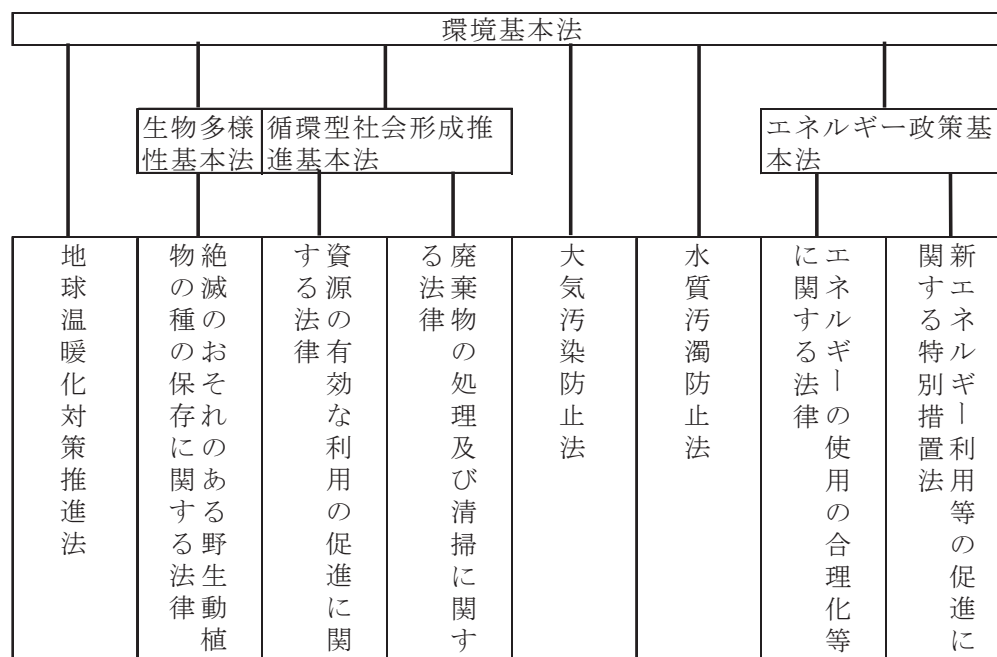 環境基本法
生物多様
性基本法
循環型社会形成推
進基本法
エネルギー政策基
本法
地球温暖化対策推進法
絶滅のおそれのある野生動植
物の種の保存に関する法律
資源の有効な利用の促進に関
する法律
廃棄物の処理及び清掃に関す
る法律
大気汚染防止法
水質汚濁防止法
エネルギーの使用の合理化等
に関する法律
新エネルギー利用等の促進に
関する特別措置法